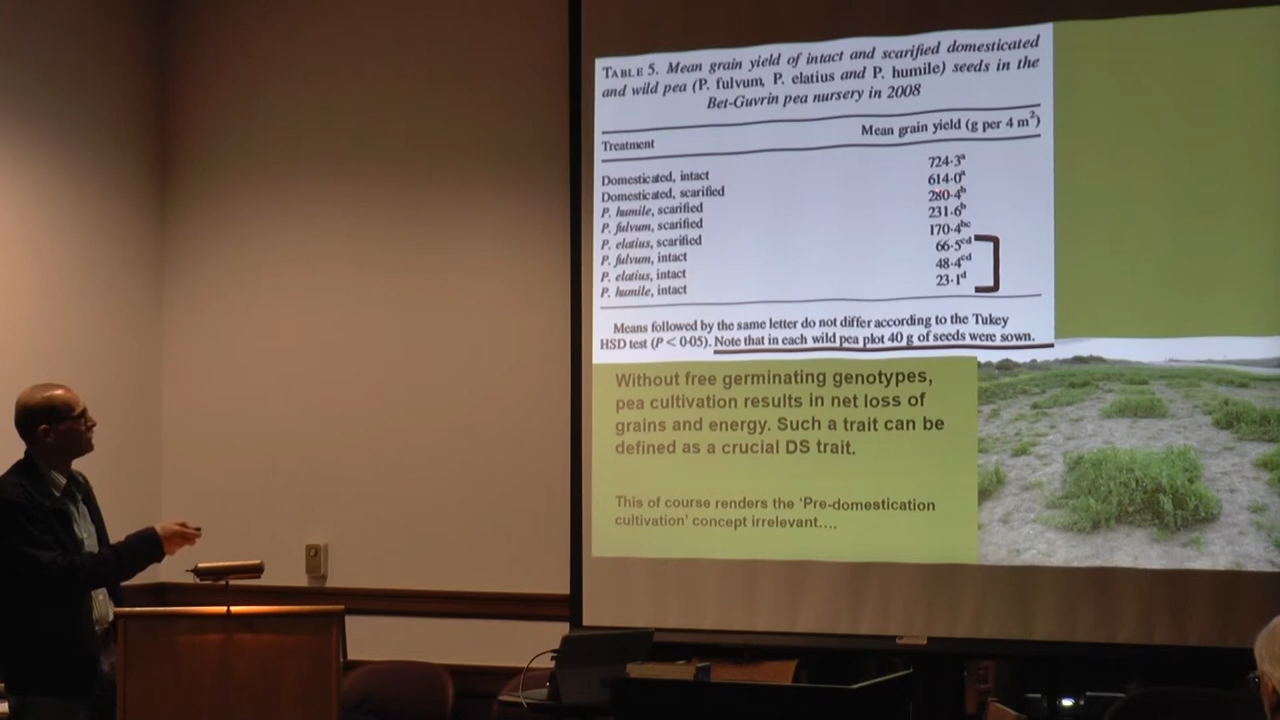 TABLE 5. Mean grain yield of intact and scarified domesticated
and wild pea (P. fulvum, P. elatius and P. humile) seeds in the
Bet-Guvrin pea nursery in 2008
Treatment Mean grain yield (g per 4 m²)
Domesticated, intact 724·3ᵃ
Domesticated, scarified 614·0ᵃ
P. humile, scarified 280·4ᵇ
P. fulvum, scarified 231·6ᵇ
P. elatius, scarified 170·4ᵇᶜ
P. fulvum, intact 66·5ᶜᵈ
P. elatius, intact 48·4ᶜᵈ
P. humile, intact 23·1ᵈ
Means followed by the same letter do not differ according to the Tukey
HSD test (P < 0·05). Note that in each wild pea plot 40 g of seeds were sown.
Without free germinating genotypes,
pea cultivation results in net loss of
grains and energy. Such a trait can be
defined as a crucial DS trait.
This of course renders the ‘Pre-domestication
cultivation’ concept irrelevant….